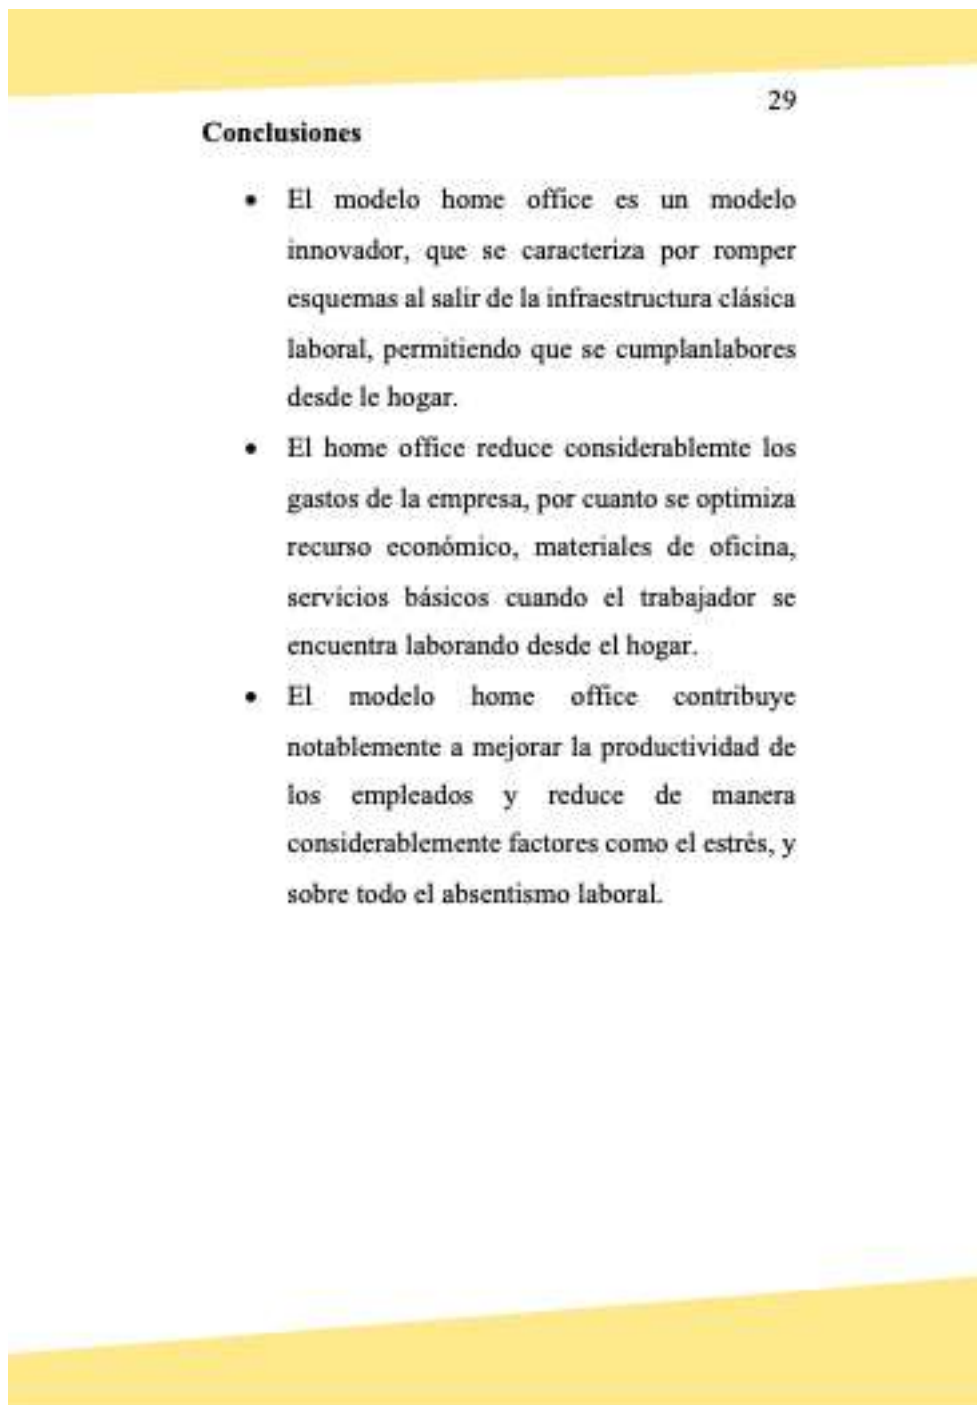 29
Conclusiones
• El modelo home office es un modelo
innovador, que se caracteriza por romper
esquemas al salir de la infraestructura clásica
laboral, permitiendo que se cumplanlabores
desde le hogar.
• El home office reduce considerablemte los
gastos de la empresa, por cuanto se optimiza
recurso económico, materiales de oficina,
servicios básicos cuando el trabajador se
encuentra laborando desde el hogar.
• El modelo home office contribuye
notablemente a mejorar la productividad de
los empleados y reduce de manera
considerablemente factores como el estrés, y
sobre todo el absentismo laboral.